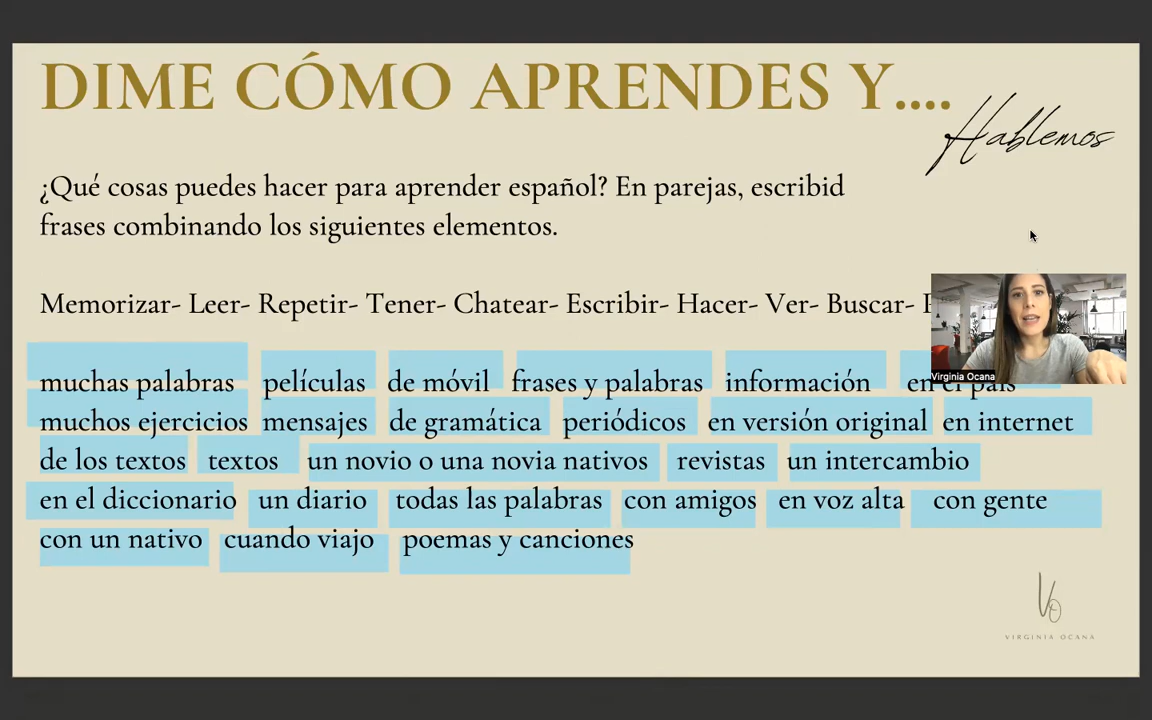 DIME CÓMO APRENDES Y....
Hablemos
¿Qué cosas puedes hacer para aprender español? En parejas, escribid
frases combinando los siguientes elementos.
Memorizar- Leer- Repetir- Tener- Chatear- Escribir- Hacer- Ver- Buscar-
Virginia Ocana
muchas palabras películas de móvil frases y palabras información en el país
muchos ejercicios mensajes de gramática periódicos en versión original en internet
de los textos textos un novio o una novia nativos revistas un intercambio
en el diccionario un diario todas las palabras con amigos en voz alta con gente
con un nativo cuando viajo poemas y canciones
VO
VIRGINIA OCANA